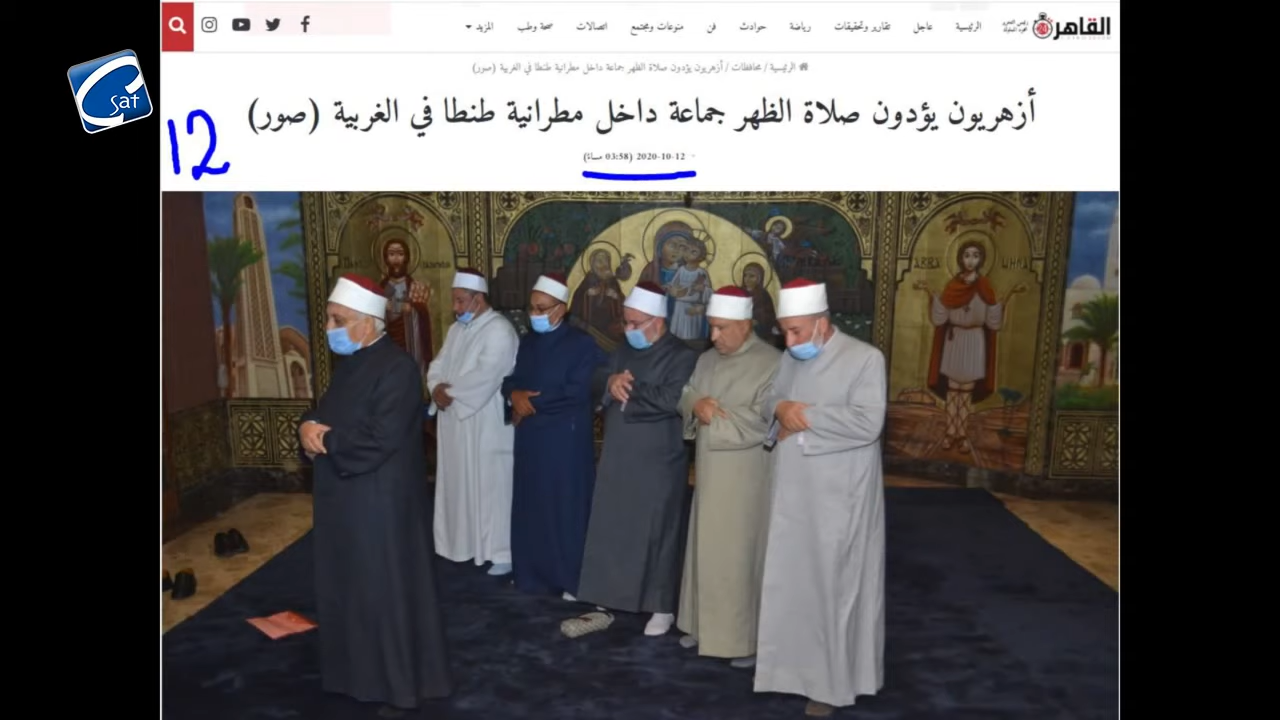 القاهرة
الرئيسية عاجل تقارير وتحقيقات رياضة حوادث فن منوعات ومجتمع اتصالات صحة وطب المزيد
الرئيسية / محافظات / أزهريون يؤدون صلاة الظهر جماعة داخل مطرانية طنطا في الغربية (صور)
أزهريون يؤدون صلاة الظهر جماعة داخل مطرانية طنطا في الغربية (صور)
2020-10-12 (03:58 مساءً)
12
C Sat